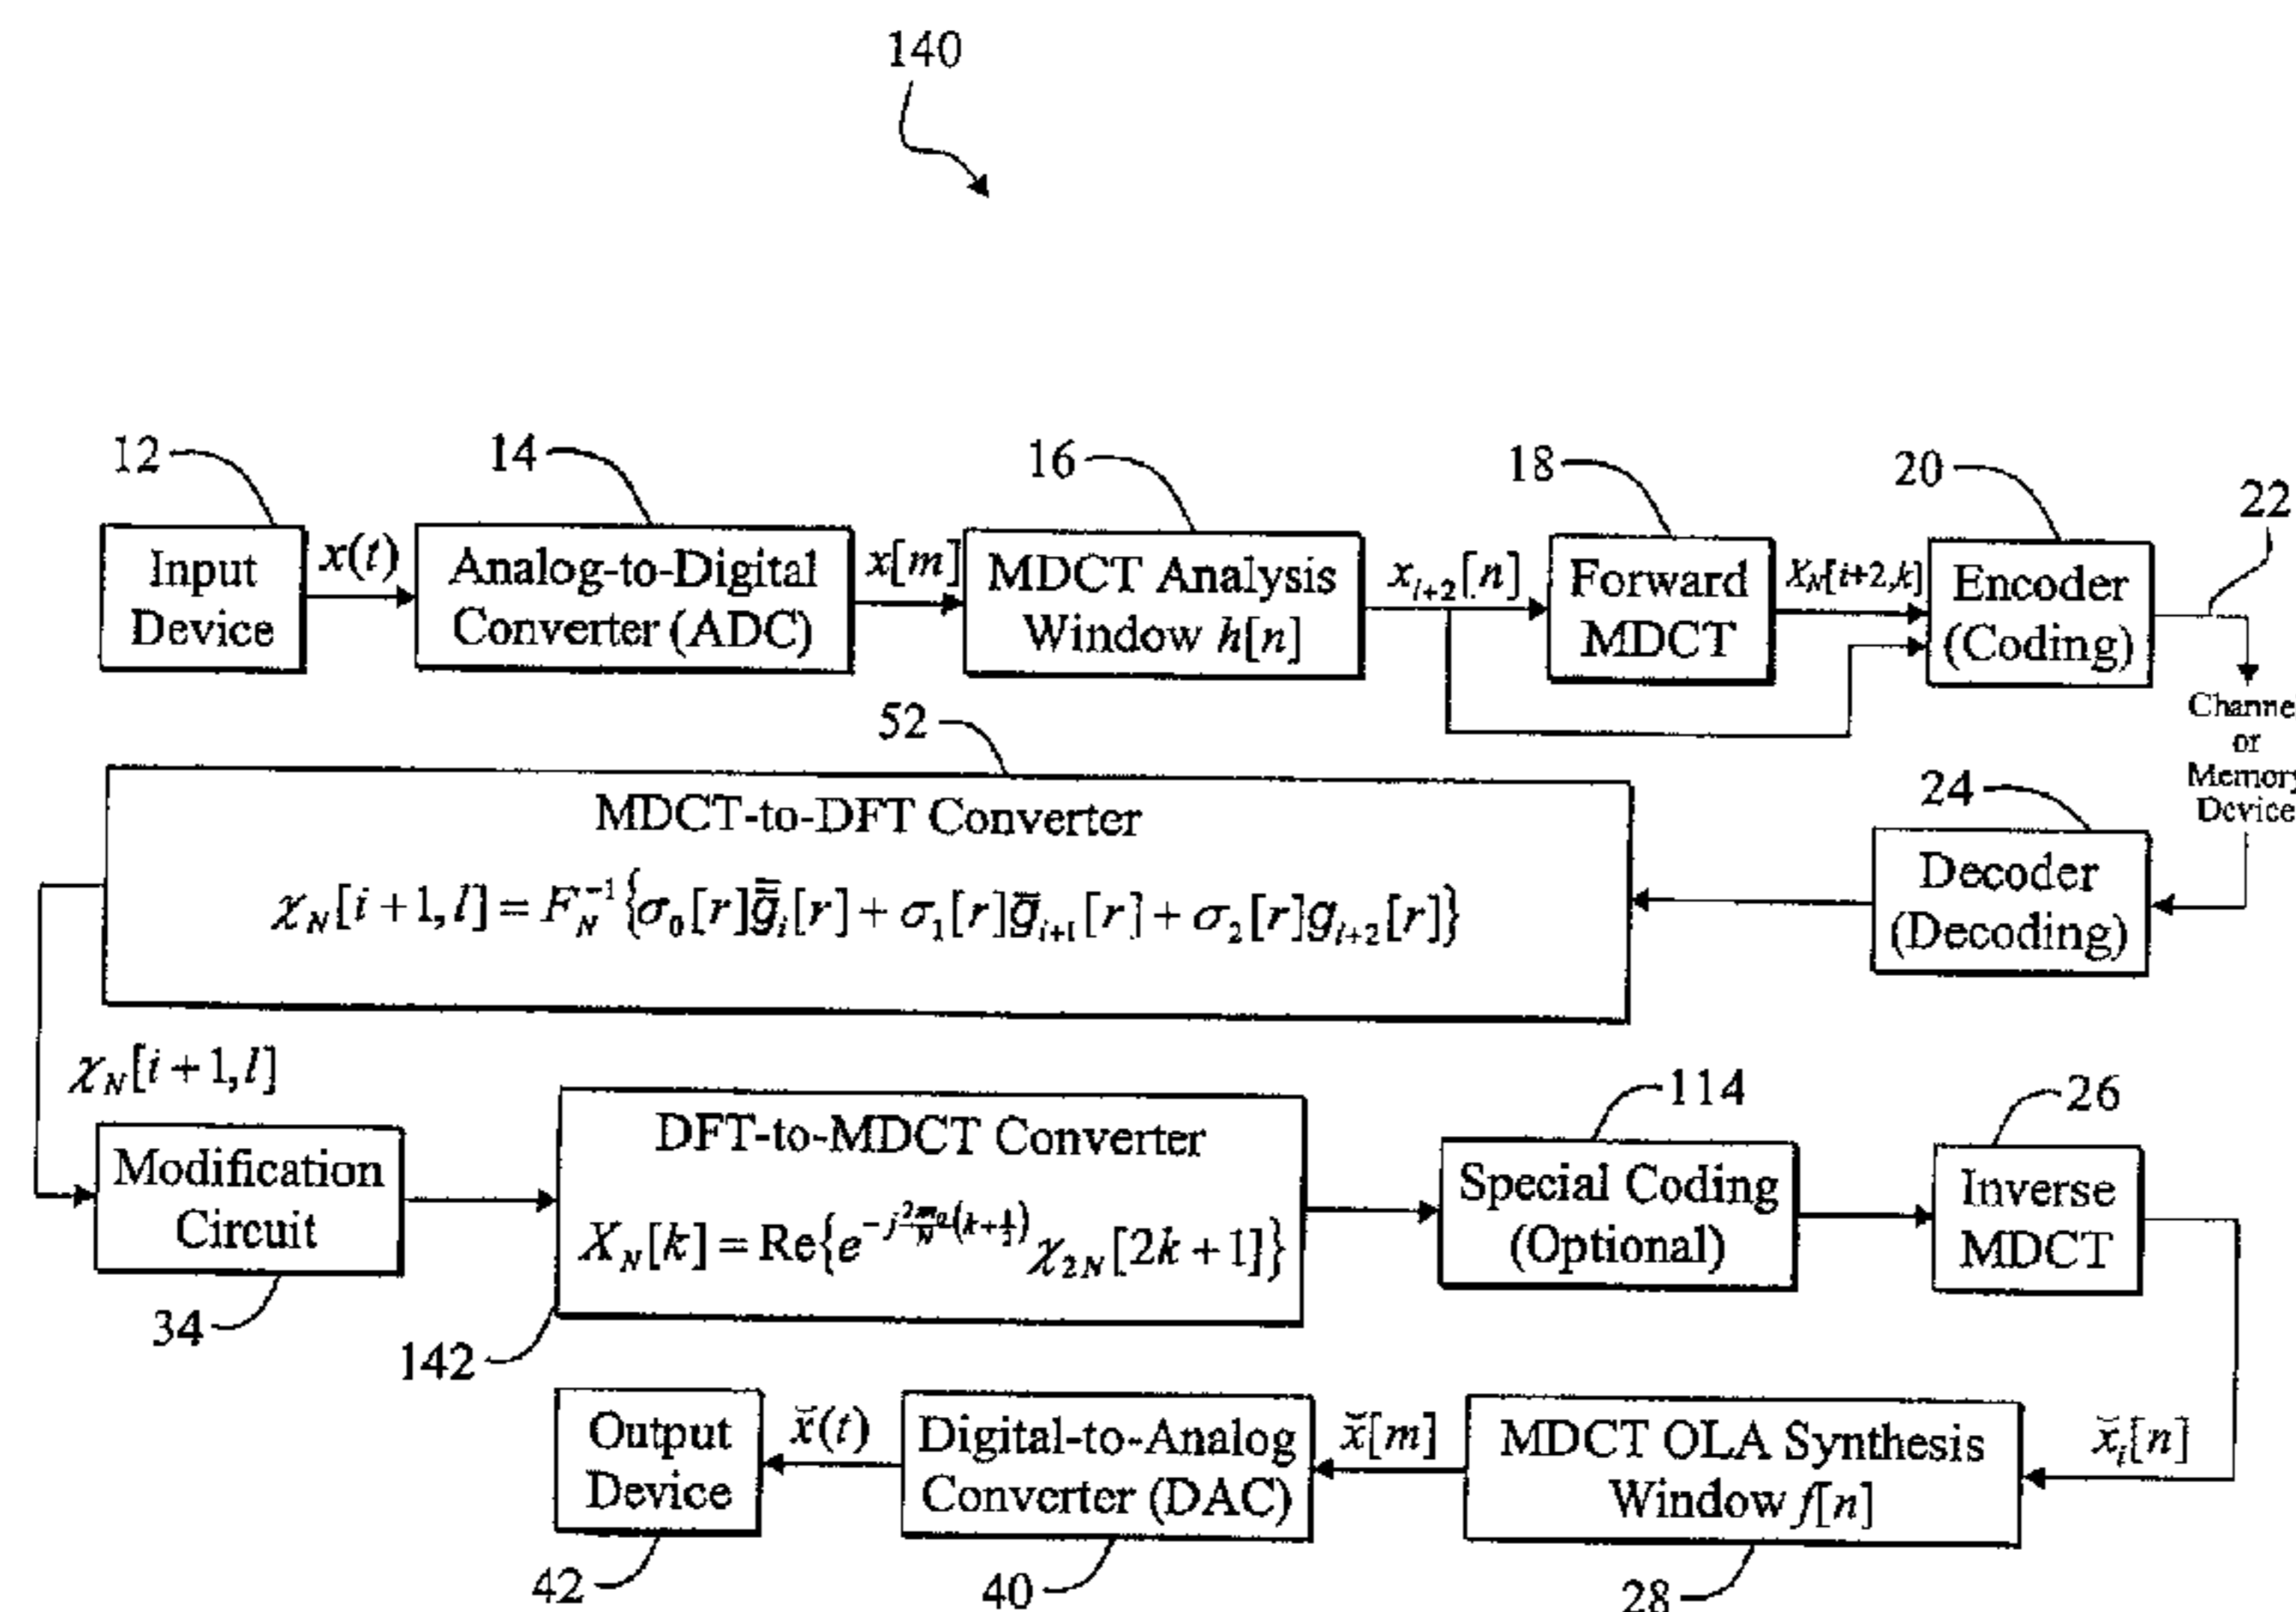 140
12
14
16
18
20
22
Input
Device
x(t)
Analog-to-Digital
Converter (ADC)
x[m]
MDCT Analysis
Window h[n]
x_{i+2}[n]
Forward
MDCT
X_N[i+2,k]
Encoder
(Coding)
Channe
or
Memory
Device
52
MDCT-to-DFT Converter
χ_N[i+1,l] = F_N^{-1}{σ_0[r]g̿_i[r] + σ_1[r]g̅_{i+1}[r] + σ_2[r]g_{i+2}[r]}
24
Decoder
(Decoding)
χ_N[i+1,l]
Modification
Circuit
34
DFT-to-MDCT Converter
142
114
Special Coding
(Optional)
26
Inverse
MDCT
Output
Device
42
x̆(t)
Digital-to-Analog
Converter (DAC)
40
x̆[m]
MDCT OLA Synthesis
Window f[n]
28
x̆_i[n]